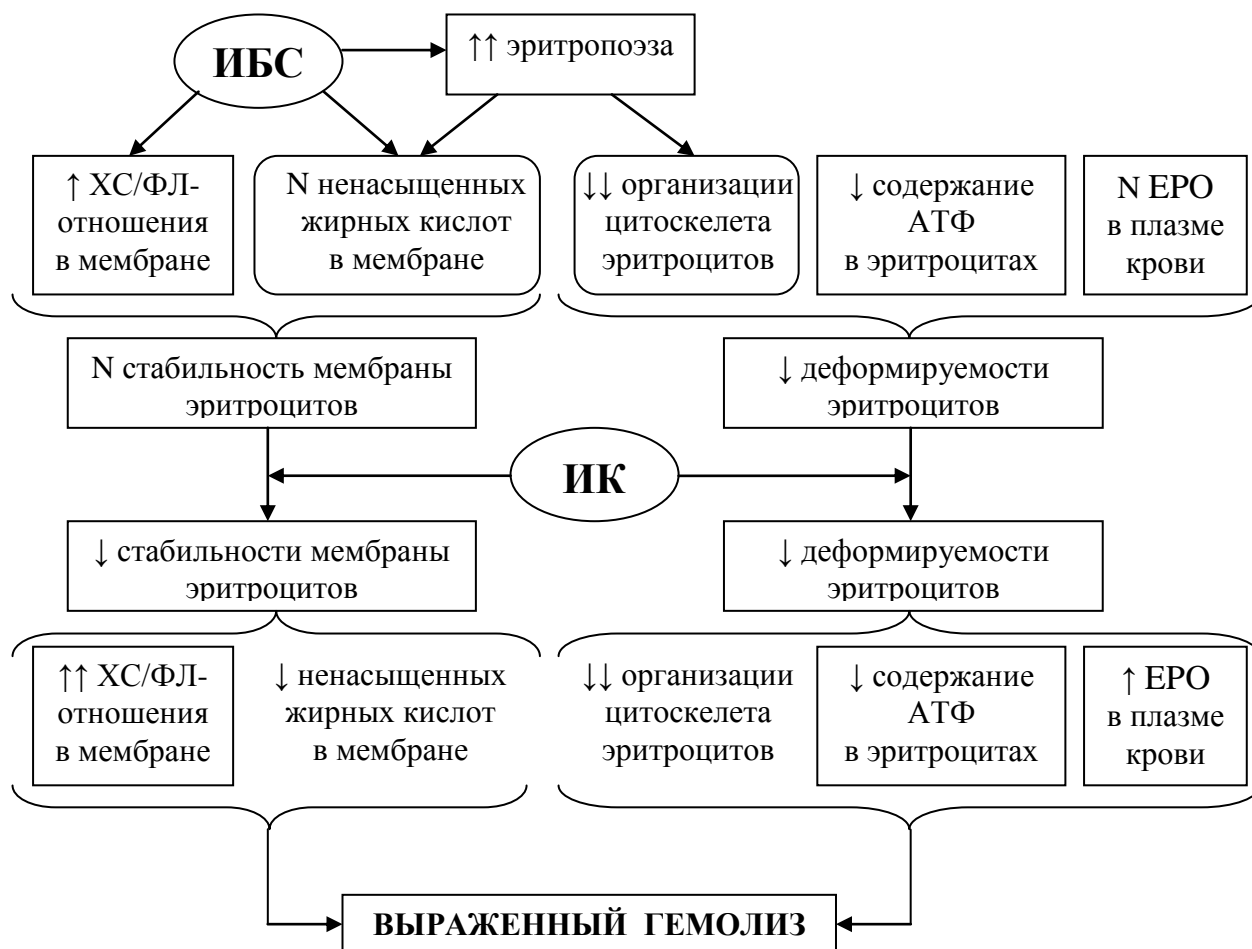 ИБС
↑↑ эритропоэза
↑ ХС/ФЛ-
отношения
в мембране
N ненасыщенных
жирных кислот
в мембране
↓↓ организации
цитоскелета
эритроцитов
↓ содержание
АТФ
в эритроцитах
N ЕРО
в плазме
крови
N стабильность мембраны
эритроцитов
↓ деформируемости
эритроцитов
ИК
↓ стабильности мембраны
эритроцитов
↓ деформируемости
эритроцитов
↑↑ ХС/ФЛ-
отношения
в мембране
↓ ненасыщенных
жирных кислот
в мембране
↓↓ организации
цитоскелета
эритроцитов
↓ содержание
АТФ
в эритроцитах
↑ ЕРО
в плазме
крови
ВЫРАЖЕННЫЙ ГЕМОЛИЗ